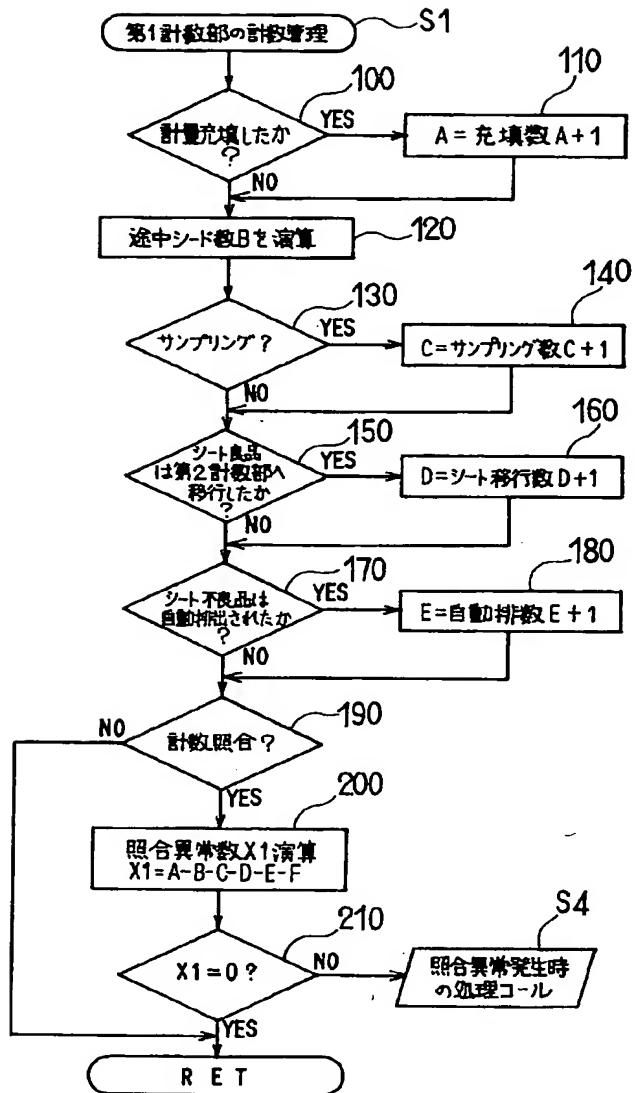 第1計数部の計数管理
S1
100
110
計量充填したか
?
YES
A=充填数A+1
NO
途中シード数Bを演算
120
130
140
サンプリング?
YES
C=サンプリング数C+1
NO
150
160
シート良品
は第2計数部へ
移行したか
?
YES
D=シート移行数D+1
NO
170
180
シート不良品は
自動排出されたか
?
YES
E=自動排数E+1
NO
190
NO
計数照合?
YES
200
照合異常数X1演算
X1=A-B-C-D-E-F
210
S4
X1=0?
NO
照合異常発生時
の処理コール
YES
RET